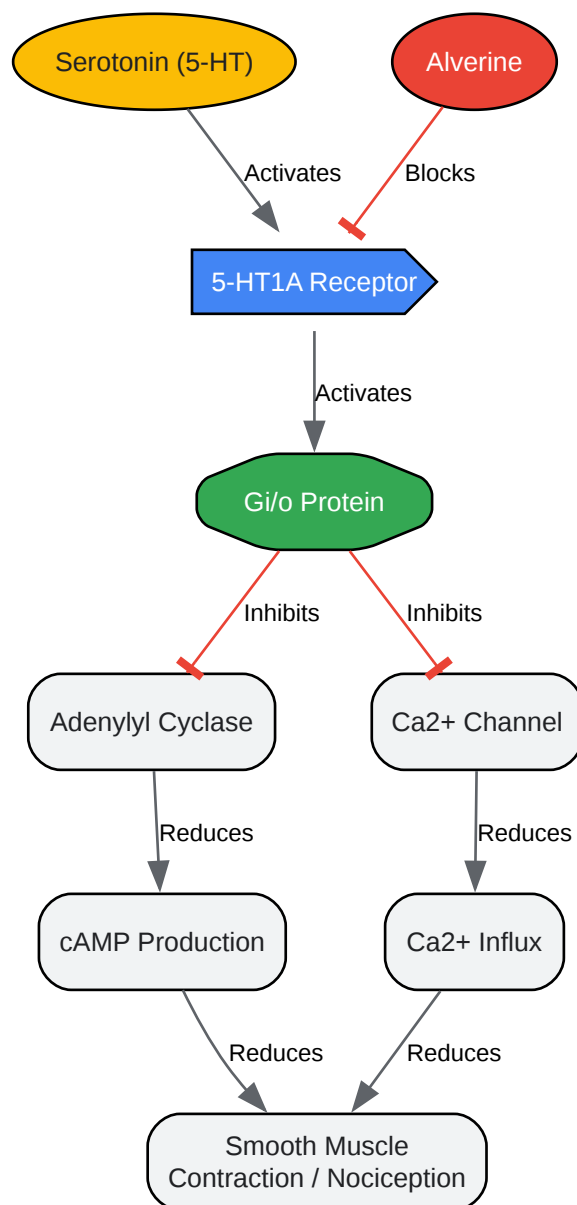 Serotonin (5-HT)
Alverine
Activates
Blocks
5-HT1A Receptor
Activates
Gi/o Protein
Inhibits
Inhibits
Adenylyl Cyclase
Ca2+ Channel
Reduces
Reduces
cAMP Production
Ca2+ Influx
Reduces
Reduces
Smooth Muscle
Contraction / Nociception